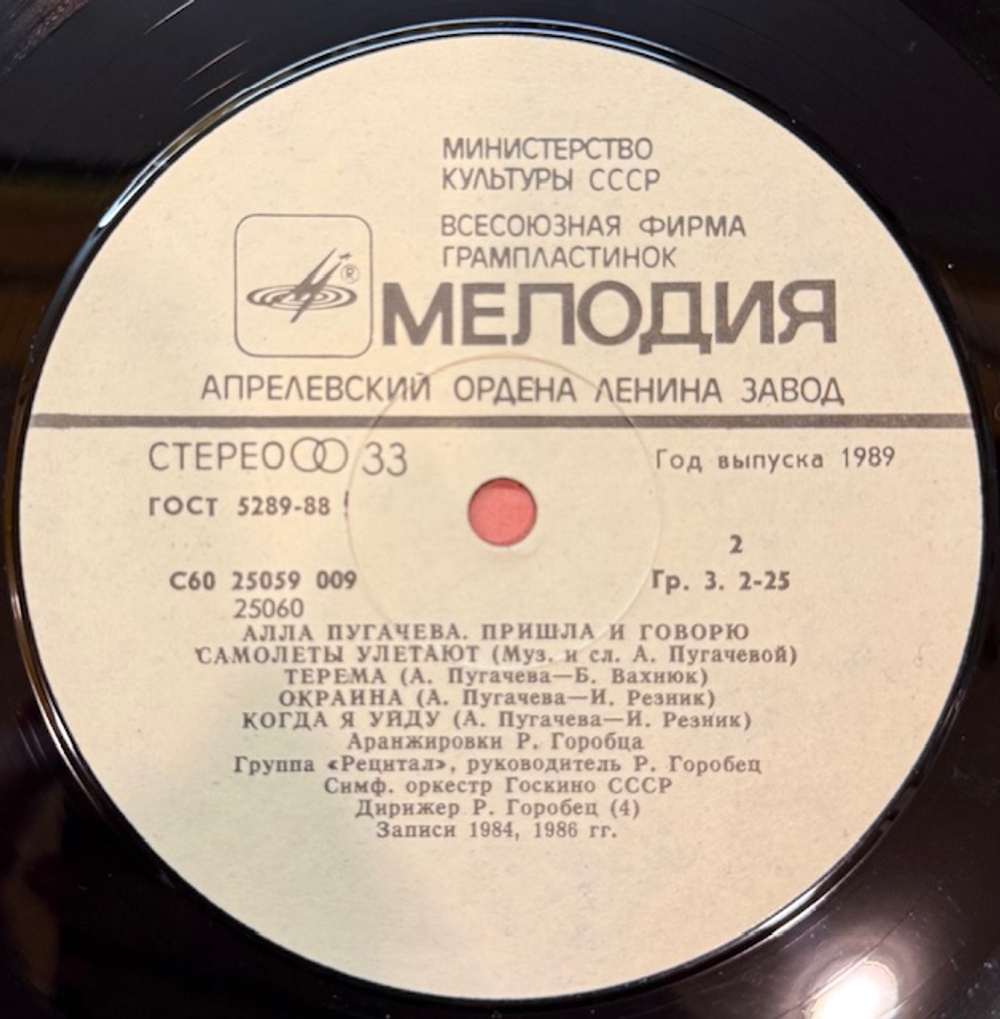 МИНИСТЕРСТВО
КУЛЬТУРЫ СССР
ВСЕСОЮЗНАЯ ФИРМА
ГРАМПЛАСТИНОК
®
МЕЛОДИЯ
АПРЕЛЕВСКИЙ ОРДЕНА ЛЕНИНА ЗАВОД
СТЕРЕО 33
Год выпуска 1989
ГОСТ 5289-88
2
С60 25059 009
Гр. 3. 2-25
25060
АЛЛА ПУГАЧЕВА. ПРИШЛА И ГОВОРЮ
САМОЛЕТЫ УЛЕТАЮТ (Муз. и сл. А. Пугачевой)
ТЕРЕМА (А. Пугачева—Б. Вахнюк)
ОКРАИНА (А. Пугачева—И. Резник)
КОГДА Я УЙДУ (А. Пугачева—И. Резник)
Аранжировки Р. Горобца
Группа «Рецитал», руководитель Р. Горобец
Симф. оркестр Госкино СССР
Дирижер Р. Горобец (4)
Записи 1984, 1986 гг.